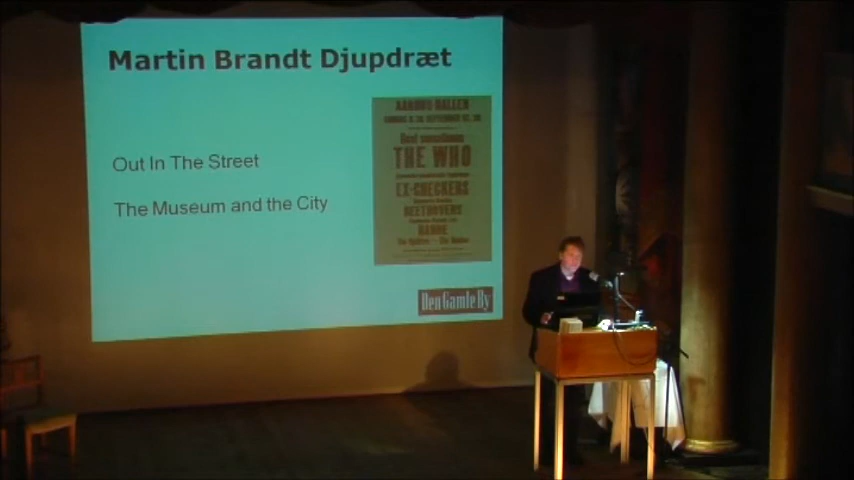 Martin Brandt Djupdræt
Out In The Street
The Museum and the City
AARHUS HALLEN
THE WHO
EX-CHECKERS
BEETHOVENS
Den Gamle By